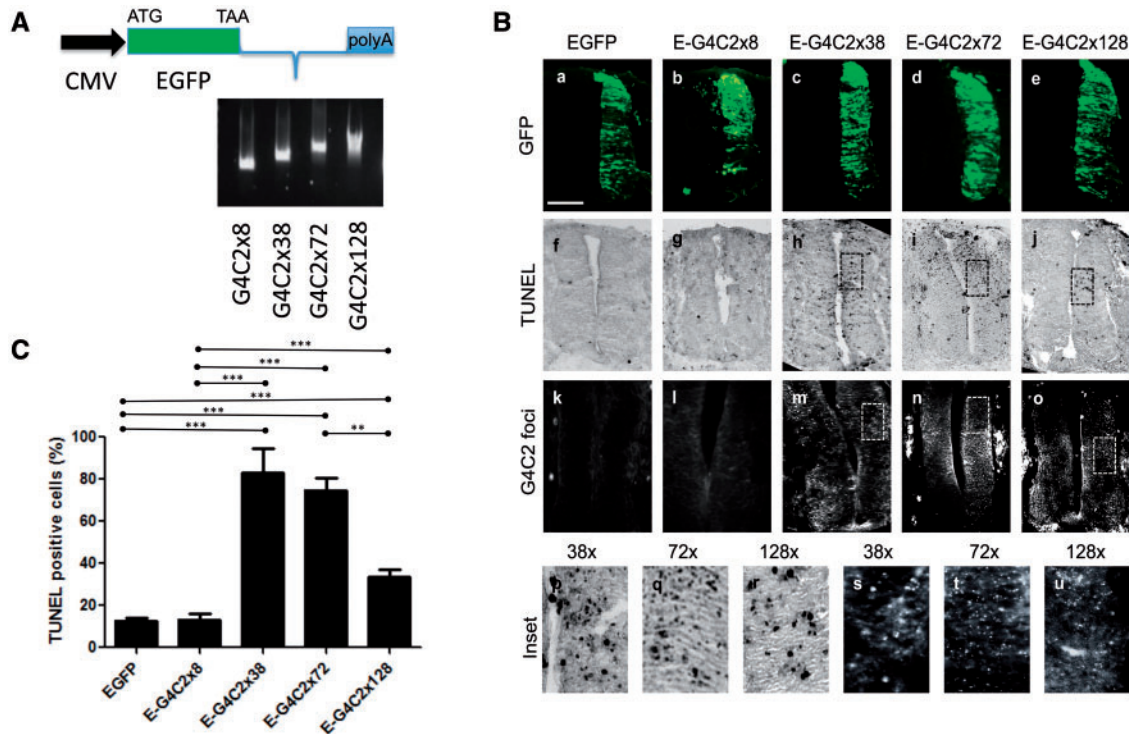 A
ATG TAA
polyA
CMV EGFP
G4C2x8
G4C2x38
G4C2x72
G4C2x128
B
EGFP E-G4C2x8 E-G4C2x38 E-G4C2x72 E-G4C2x128
GFP
a b c d e
TUNEL
f g h i j
G4C2 foci
k l m n o
38x 72x 128x 38x 72x 128x
Inset
p q r s t u
C
***
***
***
***
***
***
**
TUNEL positive cells (%)
100
80
60
40
20
0
EGFP
E-G4C2x8
E-G4C2x38
E-G4C2x72
E-G4C2x128